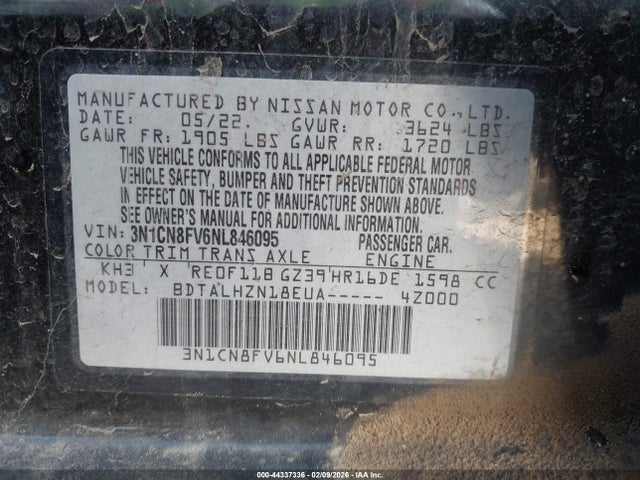 MANUFACTURED BY NISSAN MOTOR CO., LTD.
DATE: 05/22. GVWR: 3624 LBS
GAWR FR: 1905 LBS GAWR RR: 1720 LBS
THIS VEHICLE CONFORMS TO ALL APPLICABLE FEDERAL MOTOR
VEHICLE SAFETY, BUMPER AND THEFT PREVENTION STANDARDS
IN EFFECT ON THE DATE OF MANUFACTURE SHOWN ABOVE.
SEE OWNER'S MANUAL FOR ADDITIONAL INFORMATION.
VIN: 3N1CN8FV6NL846095 PASSENGER CAR.
COLOR TRIM TRANS AXLE ENGINE
KH3 X RE0F11B GZ39 HR16DE 1598 CC
MODEL: BDTALHZN18EUA----- 4Z000
3N1CN8FV6NL846095
000-44337336 - 02/09/2026 - IAA Inc.